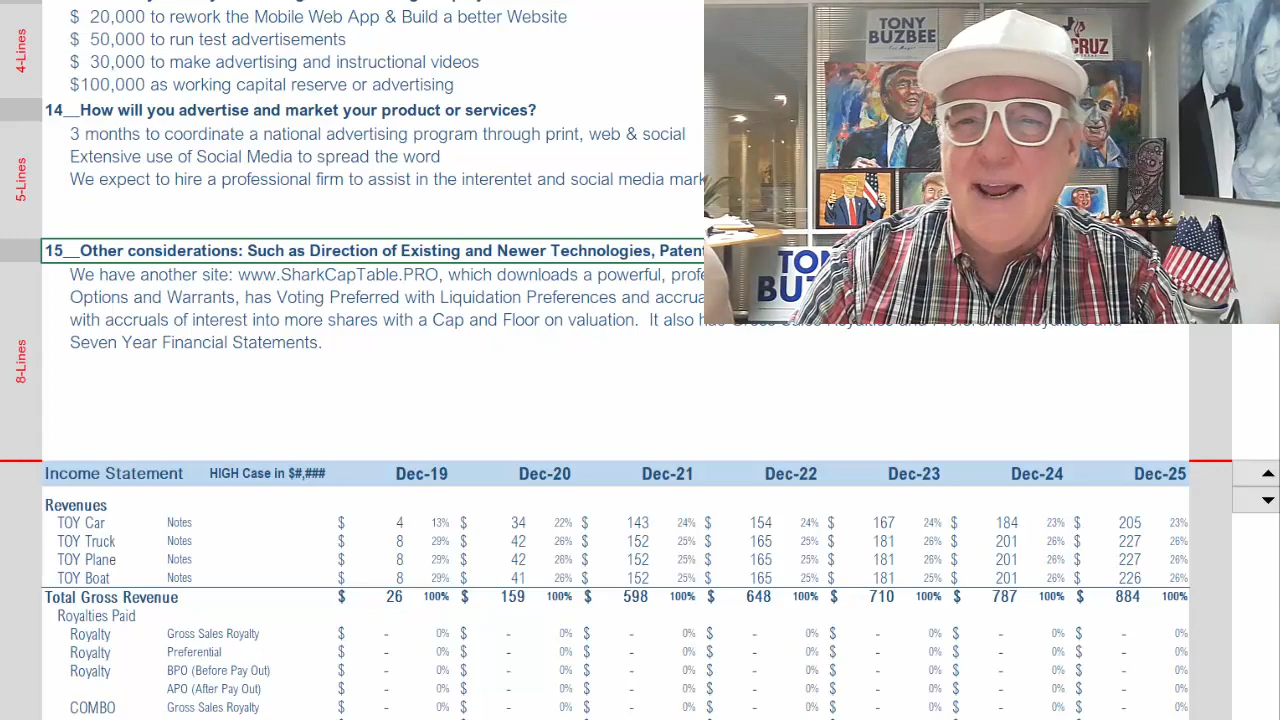 4-Lines
$ 20,000 to rework the Mobile Web App & Build a better Website
$ 50,000 to run test advertisements
$ 30,000 to make advertising and instructional videos
$100,000 as working capital reserve or advertising
14__How will you advertise and market your product or services?
5-Lines
3 months to coordinate a national advertising program through print, web & social
Extensive use of Social Media to spread the word
We expect to hire a professional firm to assist in the interentet and social media mark
15__Other considerations: Such as Direction of Existing and Newer Technologies, Paten
8-Lines
We have another site: www.SharkCapTable.PRO, which downloads a powerful, profe
Options and Warrants, has Voting Preferred with Liquidation Preferences and accrua
with accruals of interest into more shares with a Cap and Floor on valuation. It also
Seven Year Financial Statements.
TONY
BUZBEE
CRUZ
TO
BU
Income Statement HIGH Case in $#,### Dec-19 Dec-20 Dec-21 Dec-22 Dec-23 Dec-24 Dec-25
Revenues
TOY Car Notes $ 4 13% $ 34 22% $ 143 24% $ 154 24% $ 167 24% $ 184 23% $ 205 23%
TOY Truck Notes $ 8 29% $ 42 26% $ 152 25% $ 165 25% $ 181 26% $ 201 26% $ 227 26%
TOY Plane Notes $ 8 29% $ 42 26% $ 152 25% $ 165 25% $ 181 26% $ 201 26% $ 227 26%
TOY Boat Notes $ 8 29% $ 41 26% $ 152 25% $ 165 25% $ 181 25% $ 201 26% $ 226 26%
Total Gross Revenue $ 26 100% $ 159 100% $ 598 100% $ 648 100% $ 710 100% $ 787 100% $ 884 100%
Royalties Paid
Royalty Gross Sales Royalty $ - 0% $ - 0% $ - 0% $ - 0% $ - 0% $ - 0% $ - 0%
Royalty Preferential $ - 0% $ - 0% $ - 0% $ - 0% $ - 0% $ - 0% $ - 0%
Royalty BPO (Before Pay Out) $ - 0% $ - 0% $ - 0% $ - 0% $ - 0% $ - 0% $ - 0%
APO (After Pay Out) $ - 0% $ - 0% $ - 0% $ - 0% $ - 0% $ - 0% $ - 0%
COMBO Gross Sales Royalty $ - 0% $ - 0% $ - 0% $ - 0% $ - 0% $ - 0% $ - 0%